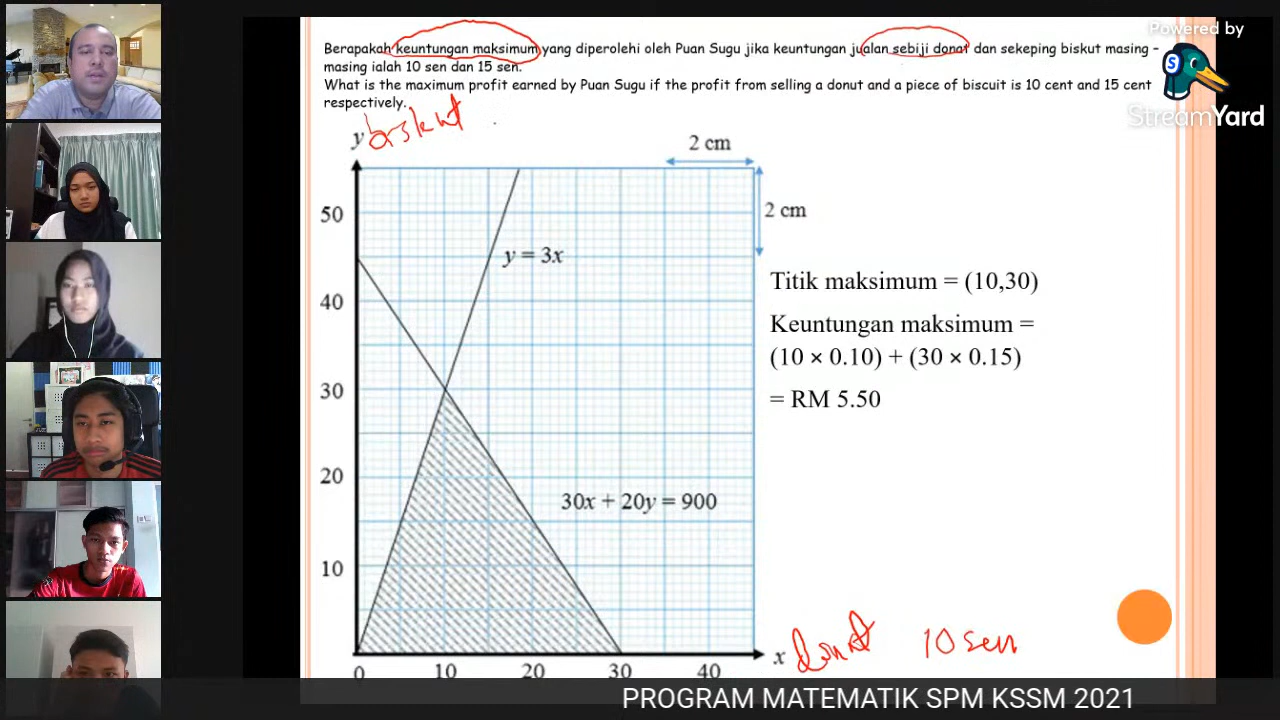 Powered by
StreamYard
Berapakah keuntungan maksimum yang diperolehi oleh Puan Sugu jika keuntungan jualan sebiji donat dan sekeping biskut masing -
masing ialah 10 sen dan 15 sen.
What is the maximum profit earned by Puan Sugu if the profit from selling a donut and a piece of biscuit is 10 cent and 15 cent
respectively.
y biskut
2 cm
50
2 cm
y = 3x
Titik maksimum = (10,30)
40
Keuntungan maksimum =
(10 × 0.10) + (30 × 0.15)
30
= RM 5.50
20
30x + 20y = 900
10
x donat 10 sen
0 10 20 30 40
PROGRAM MATEMATIK SPM KSSM 2021